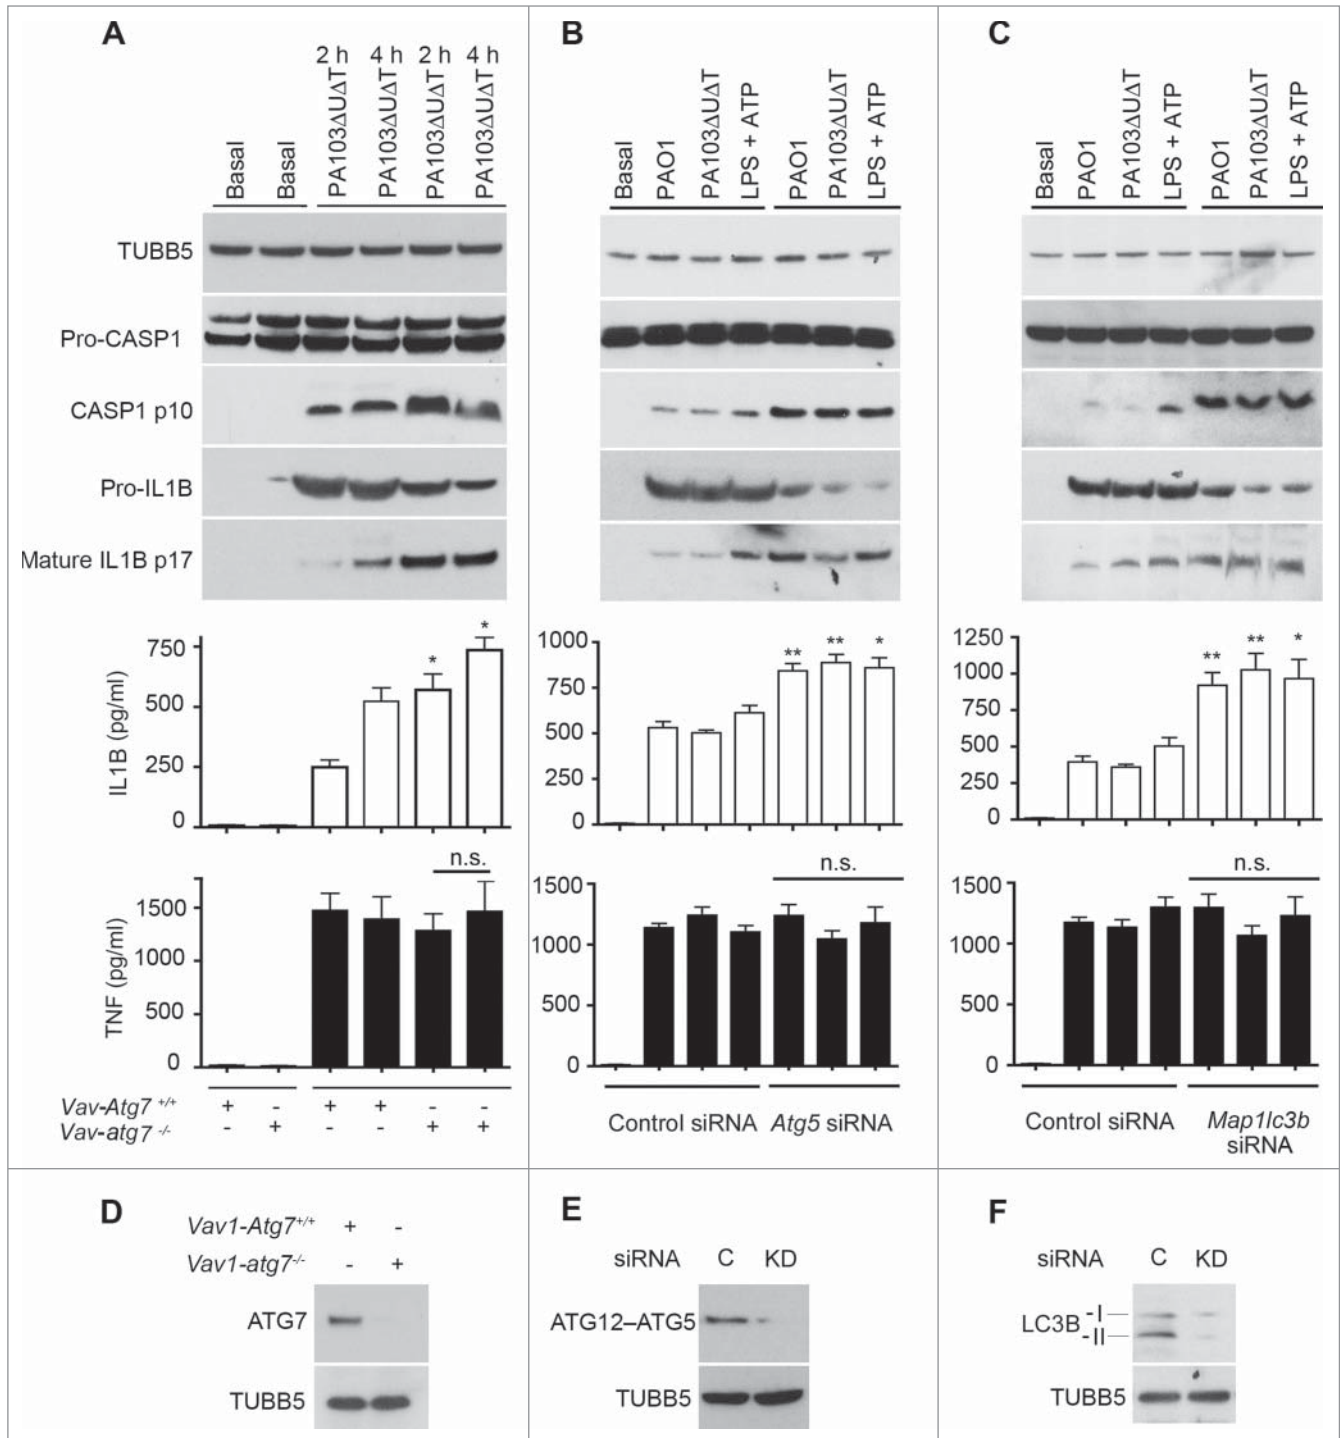 A
2 h 4 h 2 h 4 h
Basal
Basal
PA103ΔUΔT
PA103ΔUΔT
PA103ΔUΔT
PA103ΔUΔT
TUBB5
Pro-CASP1
CASP1 p10
Pro-IL1B
Mature IL1B p17
IL1B (pg/ml)
750
500
250
0
*
*
TNF (pg/ml)
1500
1000
500
0
n.s.
Vav-Atg7 +/+ + - + + - -
Vav-atg7 -/- - + - - + +
B
Basal
PAO1
PA103ΔUΔT
LPS + ATP
PAO1
PA103ΔUΔT
LPS + ATP
1000
750
500
250
0
** ** *
1500
1000
500
0
n.s.
Control siRNA Atg5 siRNA
C
Basal
PAO1
PA103ΔUΔT
LPS + ATP
PAO1
PA103ΔUΔT
LPS + ATP
1250
1000
750
500
250
0
** ** *
1500
1000
500
0
n.s.
Control siRNA Map1lc3b
siRNA
D
Vav1-Atg7+/+ + -
Vav1-atg7-/- - +
ATG7
TUBB5
E
siRNA C KD
ATG12–ATG5
TUBB5
F
siRNA C KD
LC3B -I
-II
TUBB5